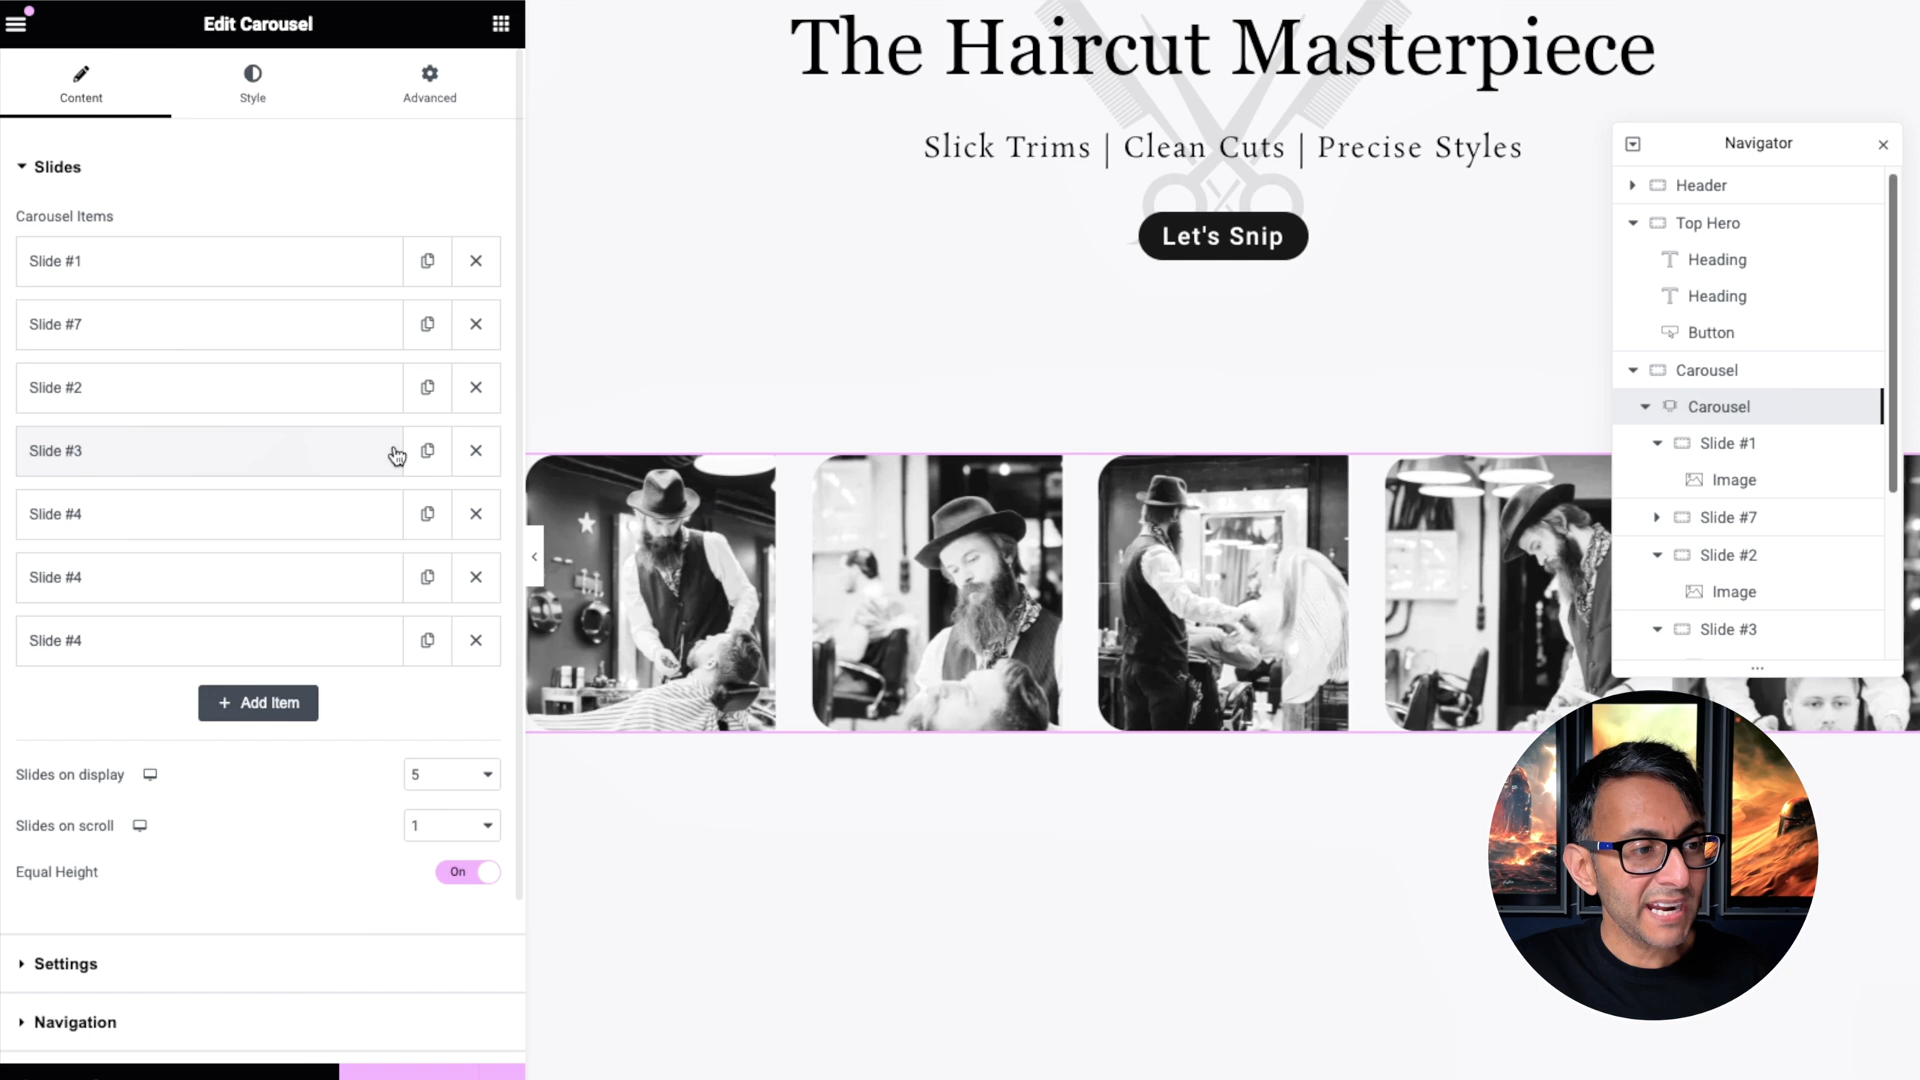 Edit Carousel
Content
Style
Advanced
Slides
Carousel Items
Slide #1
Slide #7
Slide #2
Slide #3
Slide #4
Slide #4
Slide #4
+ Add Item
Slides on display
5
Slides on scroll
1
Equal Height
On
Settings
Navigation
The Haircut Masterpiece
Slick Trims | Clean Cuts | Precise Styles
Let's Snip
Navigator
Header
Top Hero
Heading
Heading
Button
Carousel
Carousel
Slide #1
Image
Slide #7
Slide #2
Image
Slide #3